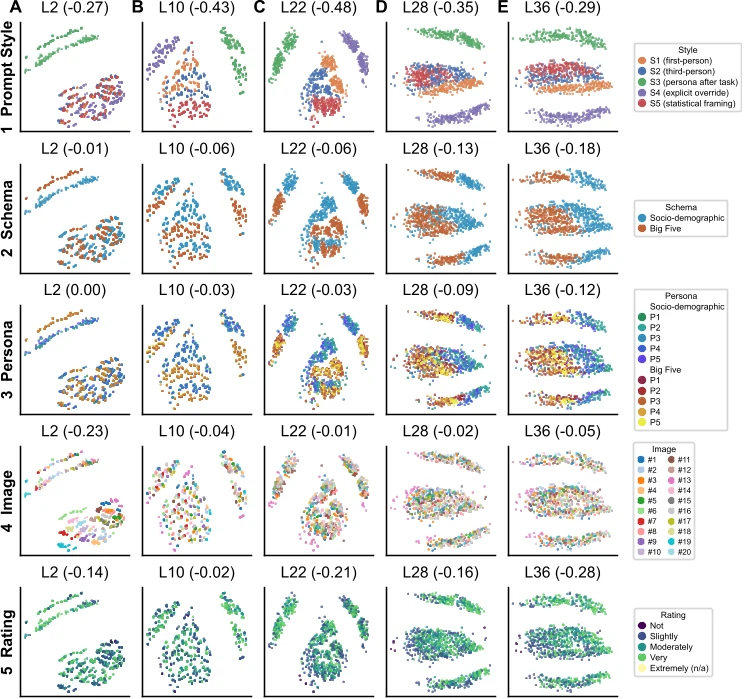 A L2 (-0.27) B L10 (-0.43) C L22 (-0.48) D L28 (-0.35) E L36 (-0.29)
1 Prompt Style
Style
S1 (first-person)
S2 (third-person)
S3 (persona after task)
S4 (explicit override)
S5 (statistical framing)
L2 (-0.01) L10 (-0.06) L22 (-0.06) L28 (-0.13) L36 (-0.18)
2 Schema
Schema
Socio-demographic
Big Five
L2 (0.00) L10 (-0.03) L22 (-0.03) L28 (-0.09) L36 (-0.12)
3 Persona
Persona
Socio-demographic
P1
P2
P3
P4
P5
Big Five
P1
P2
P3
P4
P5
L2 (-0.23) L10 (-0.04) L22 (-0.01) L28 (-0.02) L36 (-0.05)
4 Image
Image
#1 #11
#2 #12
#3 #13
#4 #14
#5 #15
#6 #16
#7 #17
#8 #18
#9 #19
#10 #20
L2 (-0.14) L10 (-0.02) L22 (-0.21) L28 (-0.16) L36 (-0.28)
5 Rating
Rating
Not
Slightly
Moderately
Very
Extremely (n/a)